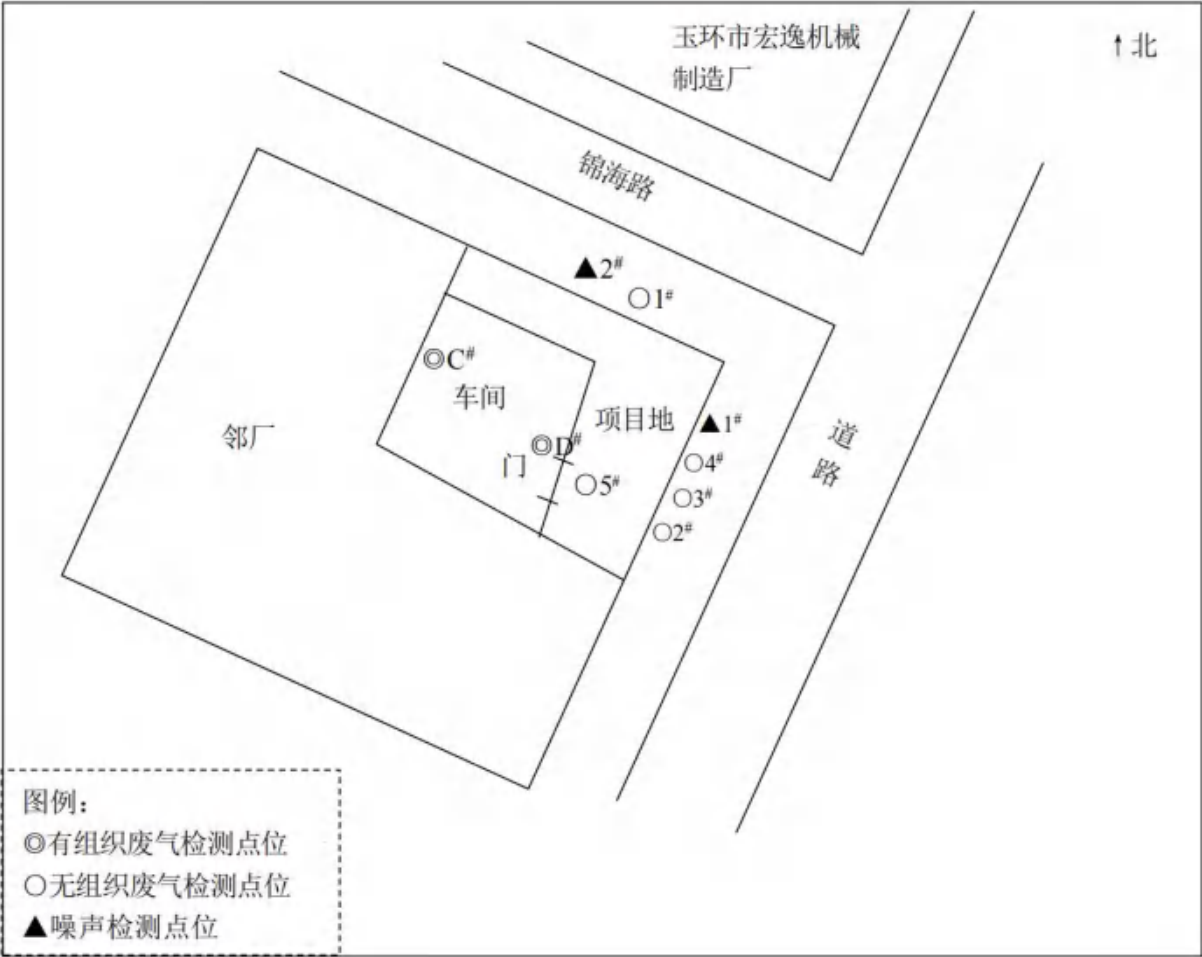 玉环市宏逸机械
制造厂
↑北
锦海路
▲2#
○1#
◎C#
车间
项目地
▲1#
道路
邻厂
◎D#
门
○4#
○5#
○3#
○2#
图例：
◎有组织废气检测点位
○无组织废气检测点位
▲噪声检测点位